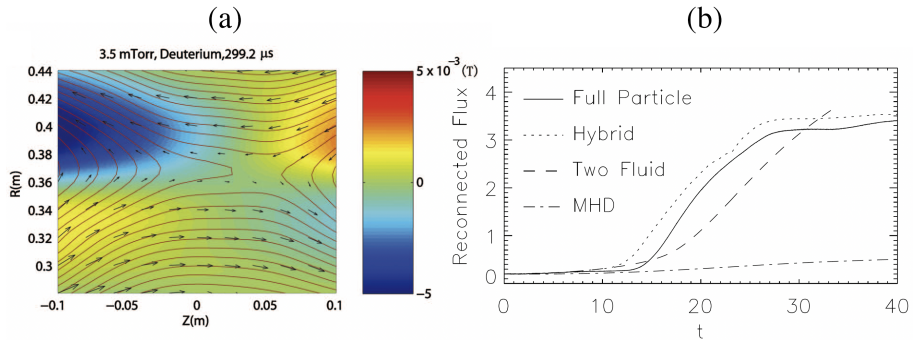 (a)
3.5 mTorr, Deuterium,299.2 μs
0.44
0.42
0.4
0.38
0.36
0.34
0.32
0.3
R(m)
−0.1
−0.05
0
0.05
0.1
Z(m)
5 x 10⁻³ (T)
0
−5
(b)
Reconnected Flux
4
3
2
1
0
Full Particle
Hybrid
Two Fluid
MHD
0
10
20
30
40
t